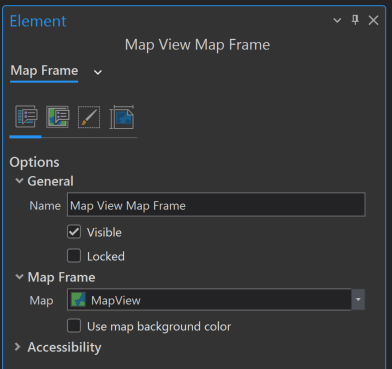 Element
Map View Map Frame
Map Frame
Options
General
Name Map View Map Frame
Visible
Locked
Map Frame
Map MapView
Use map background color
Accessibility